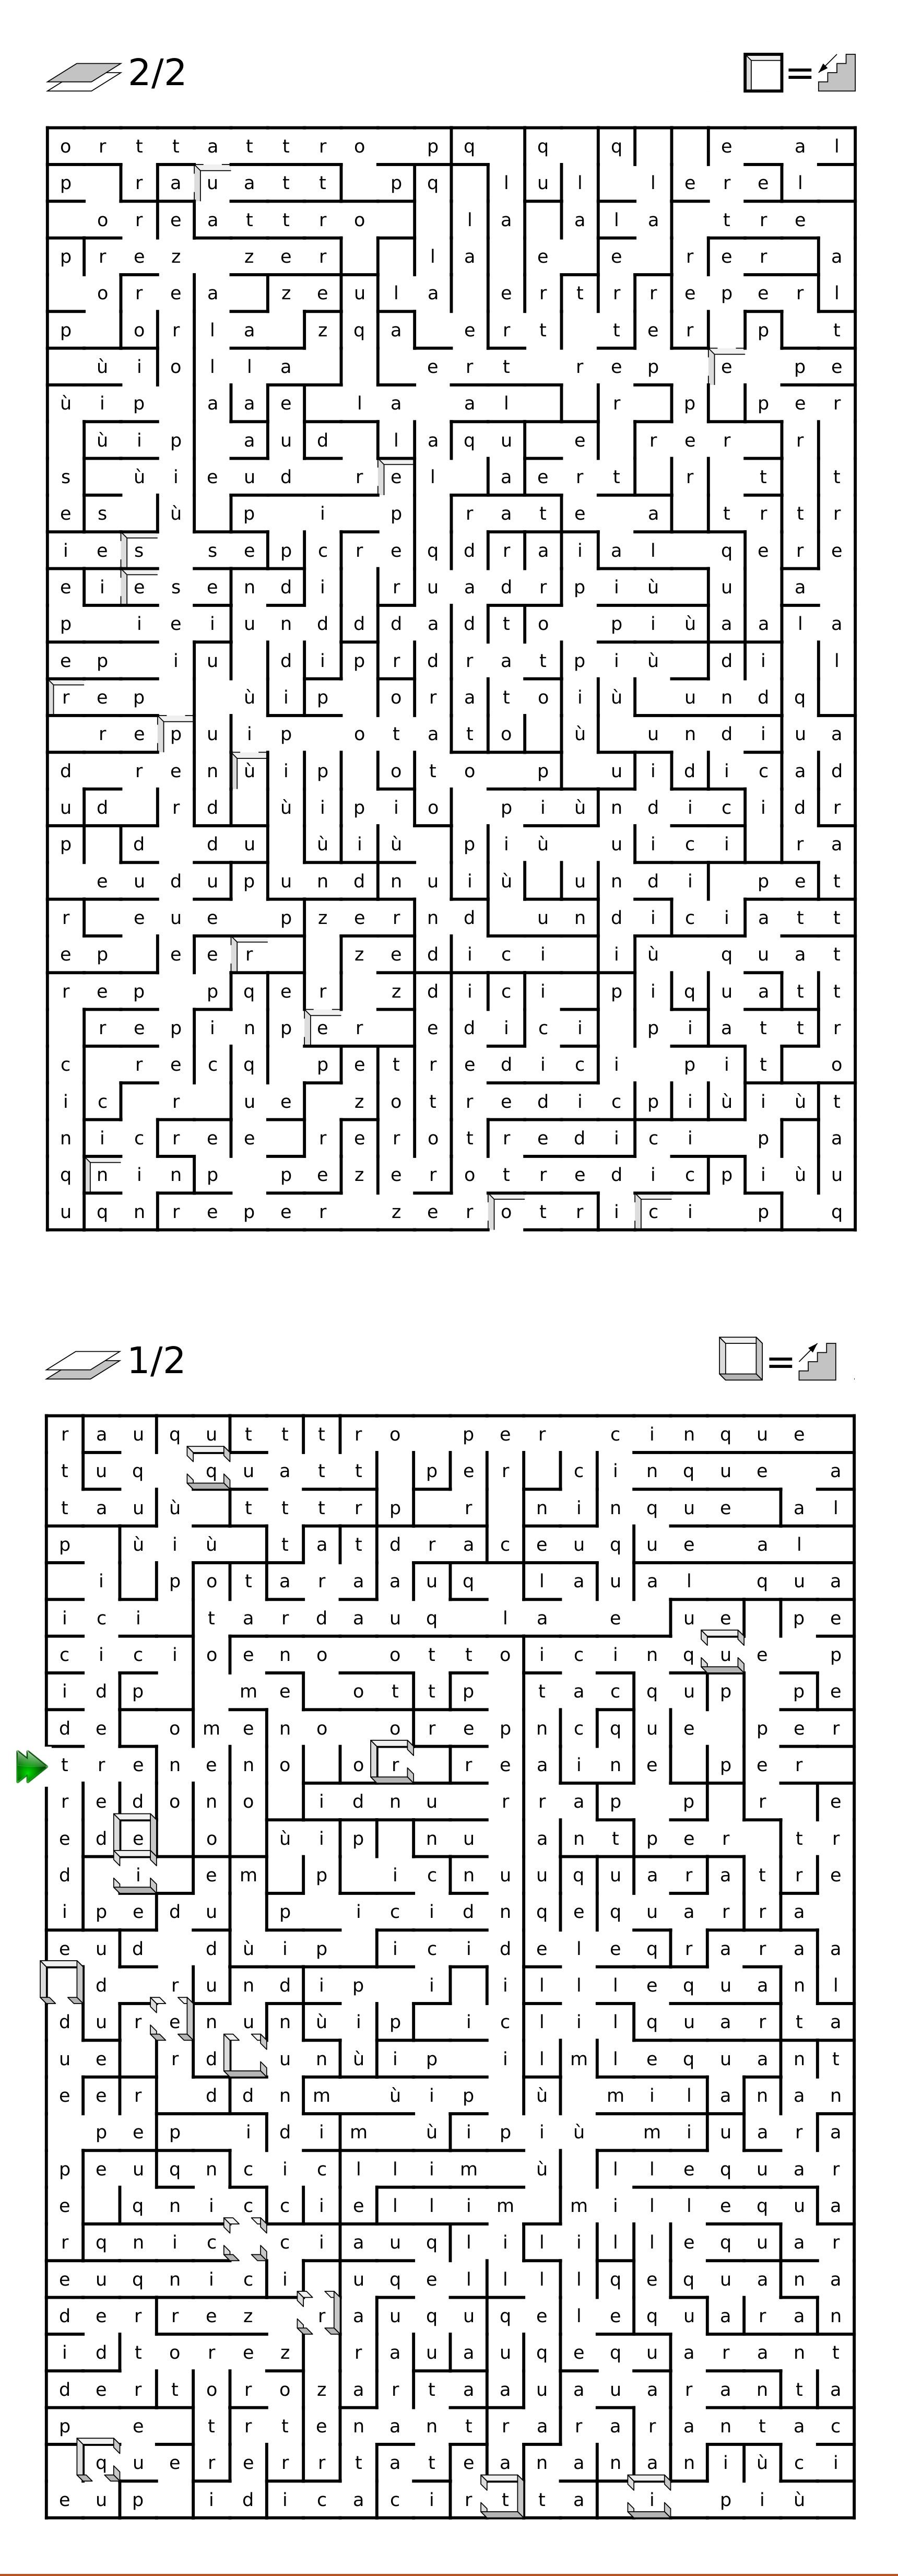 2/2 =
o r t t a t t r o p q q q e a l
p r a u a t t p q l u l l e r e l
o r e a t t r o l a a l a t r e
p r e z z e r l a e e r e r a
o r e a z e u l a e r t r r e p e r l
p o r l a z q a e r t t e r p t
ù i o l l a e r t r e p e p e
ù i p a a e l a a l r p p e r
ù i p a u d l a q u e r e r r
s ù i e u d r e l a e r t r t t
e s ù p i p r a t e a t r t r
i e s s e p c r e q d r a i a l q e r e
e i e s e n d i r u a d r p i ù u a
p i e i u n d d d a d t o p i ù a a l a
e p i u d i p r d r a t p i ù d i l
r e p ù i p o r a t o i ù u n d q
r e p u i p o t a t o ù u n d i u a
d r e n ù i p o t o p u i d i c a d
u d r d ù i p i o p i ù n d i c i d r
p d d u ù i ù p i ù u i c i r a
e u d u p u n d n u i ù u n d i p e t
r e u e p z e r n d u n d i c i a t t
e p e e r z e d i c i i ù q u a t
r e p p q e r z d i c i p i q u a t t
r e p i n p e r e d i c i p i a t t r
c r e c q p e t r e d i c i p i t o
i c r u e z o t r e d i c p i ù i ù t
n i c r e e r e r o t r e d i c i p a
q n i n p p e z e r o t r e d i c p i ù u
u q n r e p e r z e r o t r i c i p q
1/2 =
r a u q u t t t r o p e r c i n q u e
t u q q u a t t p e r c i n q u e a
t a u ù t t t r p r n i n q u e a l
p ù i ù t a t d r a c e u q u e a l
i p o t a r a a u q l a u a l q u a
i c i t a r d a u q l a e u e p e
c i c i o e n o o t t o i c i n q u e p
i d p m e o t t p t a c q u p p e
d e o m e n o o r e p n c q u e p e r
t r e n e n o o r r e a i n e p e r
r e d o n o i d n u r r a p p r e
e d e o ù i p n u a n t p e r t r
d i e m p i c n u u q u a r a t r e
i p e d u p i c i d n q e q u a r r a
e u d d ù i p i c i d e l e q r a r a a
d r u n d i p i i l l l e q u a n l
d u r e n u n ù i p i c l i l q u a r t a
u e r d u n ù i p i l m l e q u a n t
e e r d d n m ù i p ù m i l a n a n
p e p i d i m ù i p i ù m i u a r a
p e u q n c i c l l i m ù l l e q u a r
e q n i c c i e l l i m m i l l e q u a
r q n i c c i a u q l i l i l l e q u a r
e u q n i c i u q e l l l l q e q u a n a
d e r r e z r a u q u q e l e q u a r a n
i d t o r e z r a u a u q e q u a r a n t
d e r t o r o z a r t a a u a u a r a n t a
p e t r t e n a n t r a r a r a n t a c
q u e r e r r t a t e a n a n a n i ù c i
e u p i d i c a c i r t t a i p i ù